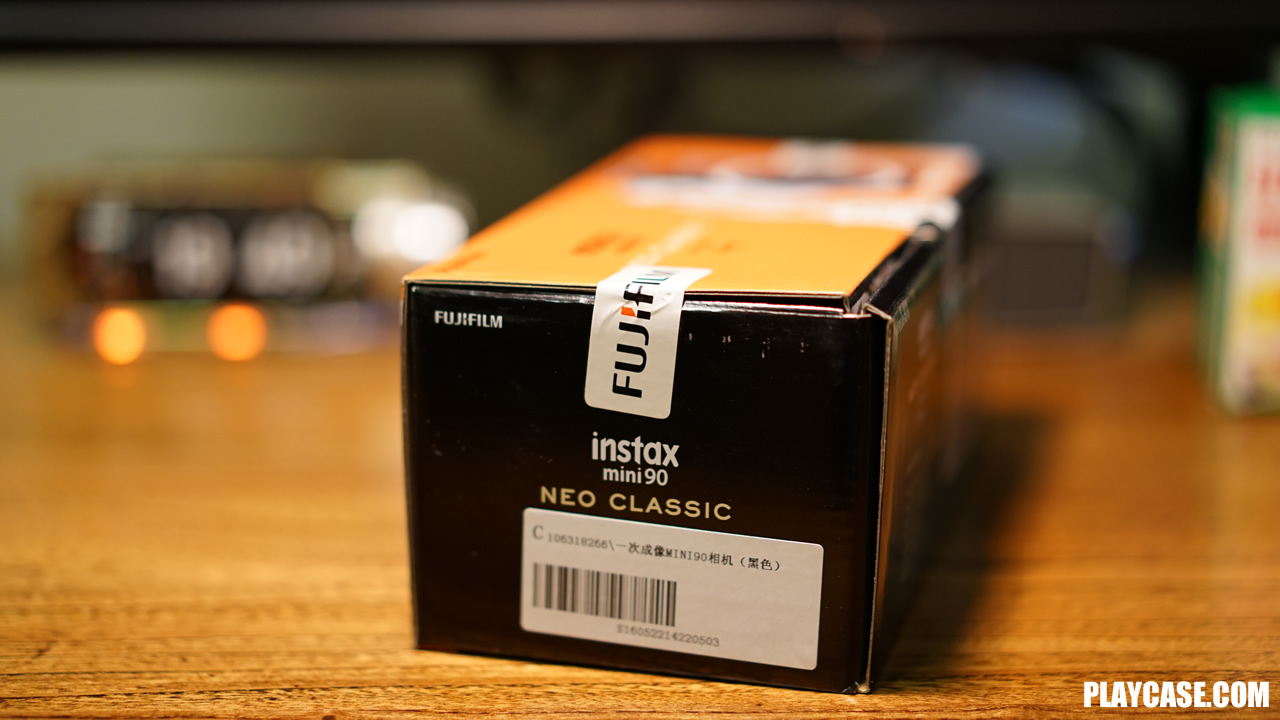 FUJIFILM
FUJIFILM
instax
mini 90
NEO CLASSIC
C 106318266\一次成像MINI90相机（黑色）
S16052214220503
PLAYCASE.COM